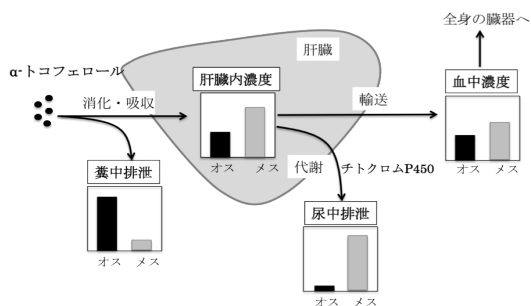 全身の臓器へ
肝臓
α-トコフェロール
肝臓内濃度
血中濃度
消化・吸収
輸送
オス メス
オス メス
代謝
チトクロムP450
糞中排泄
尿中排泄
オス メス
オス メス